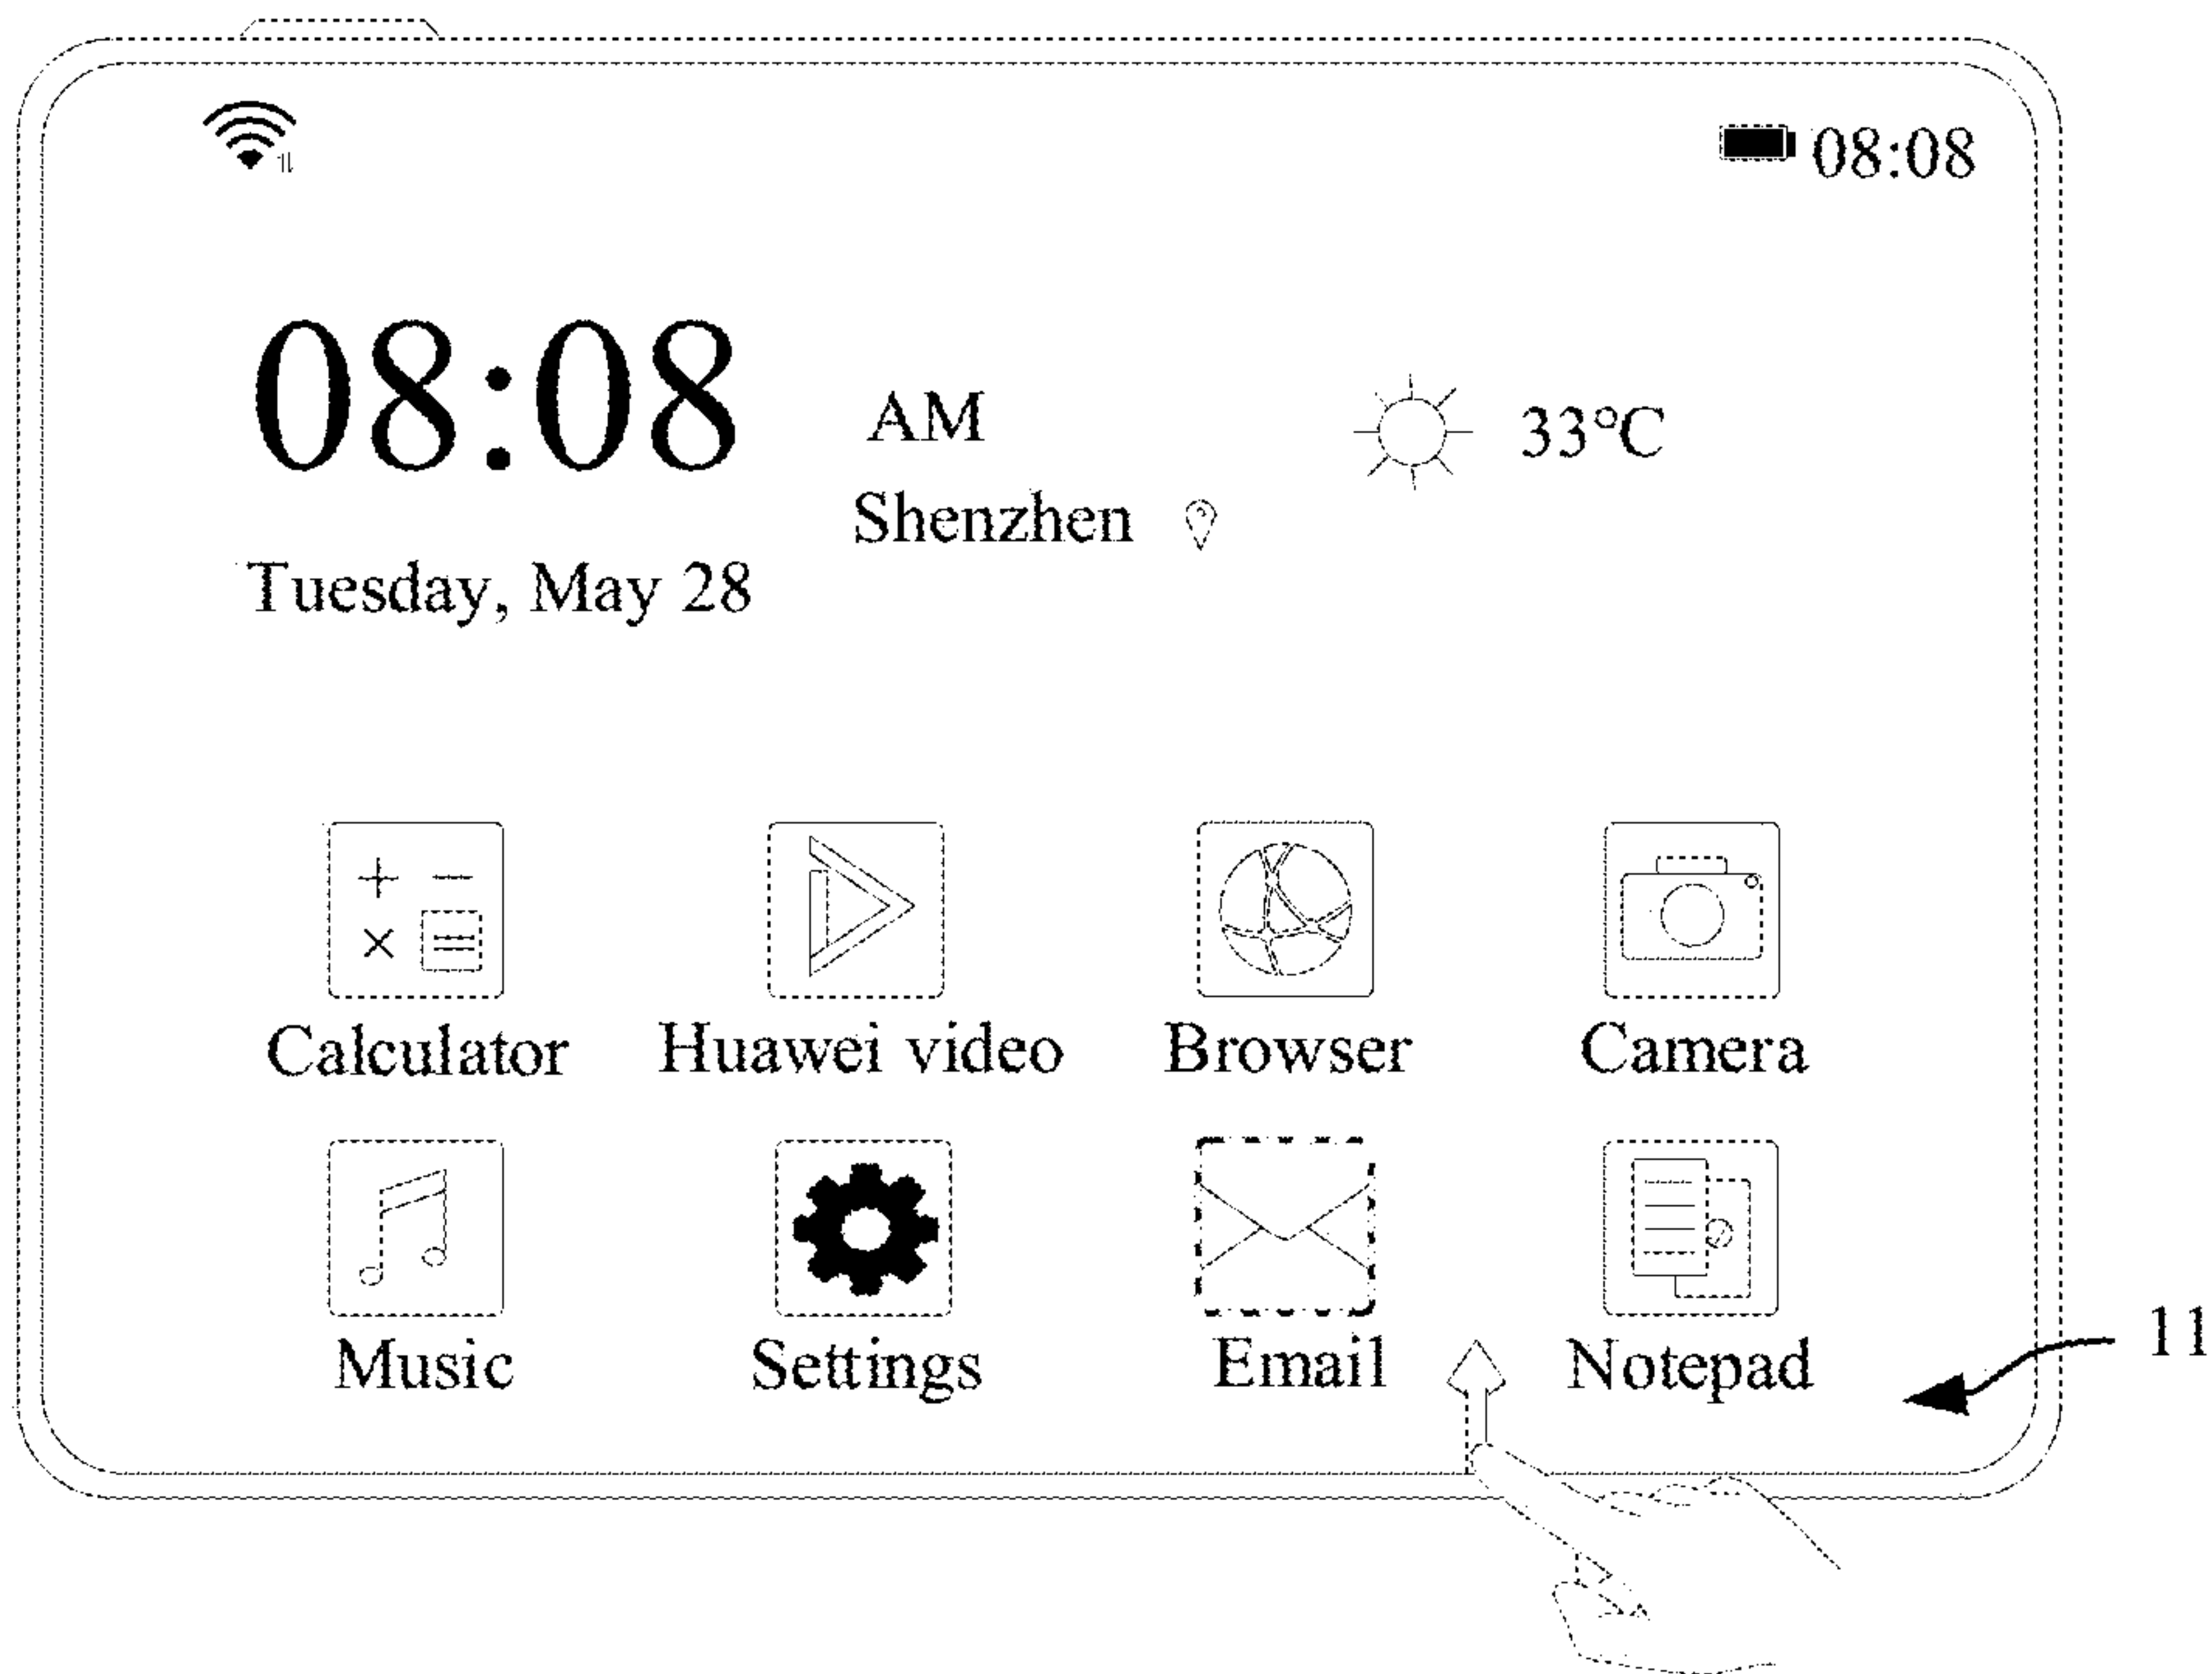 08:08
08:08
AM
33°C
Shenzhen
Tuesday, May 28
Calculator Huawei video Browser Camera
Music Settings Email Notepad
11